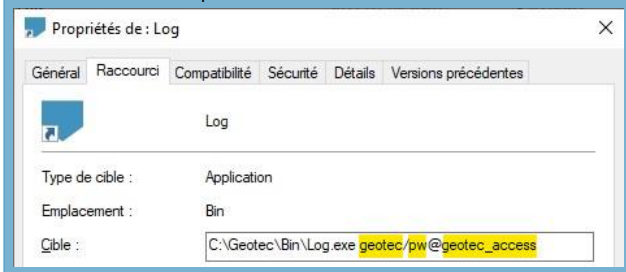 Propriétés de : Log
Général Raccourci Compatibilité Sécurité Détails Versions précédentes
Log
Type de cible : Application
Emplacement : Bin
Cible : C:\Geotec\Bin\Log.exe geotec/pw@geotec_access